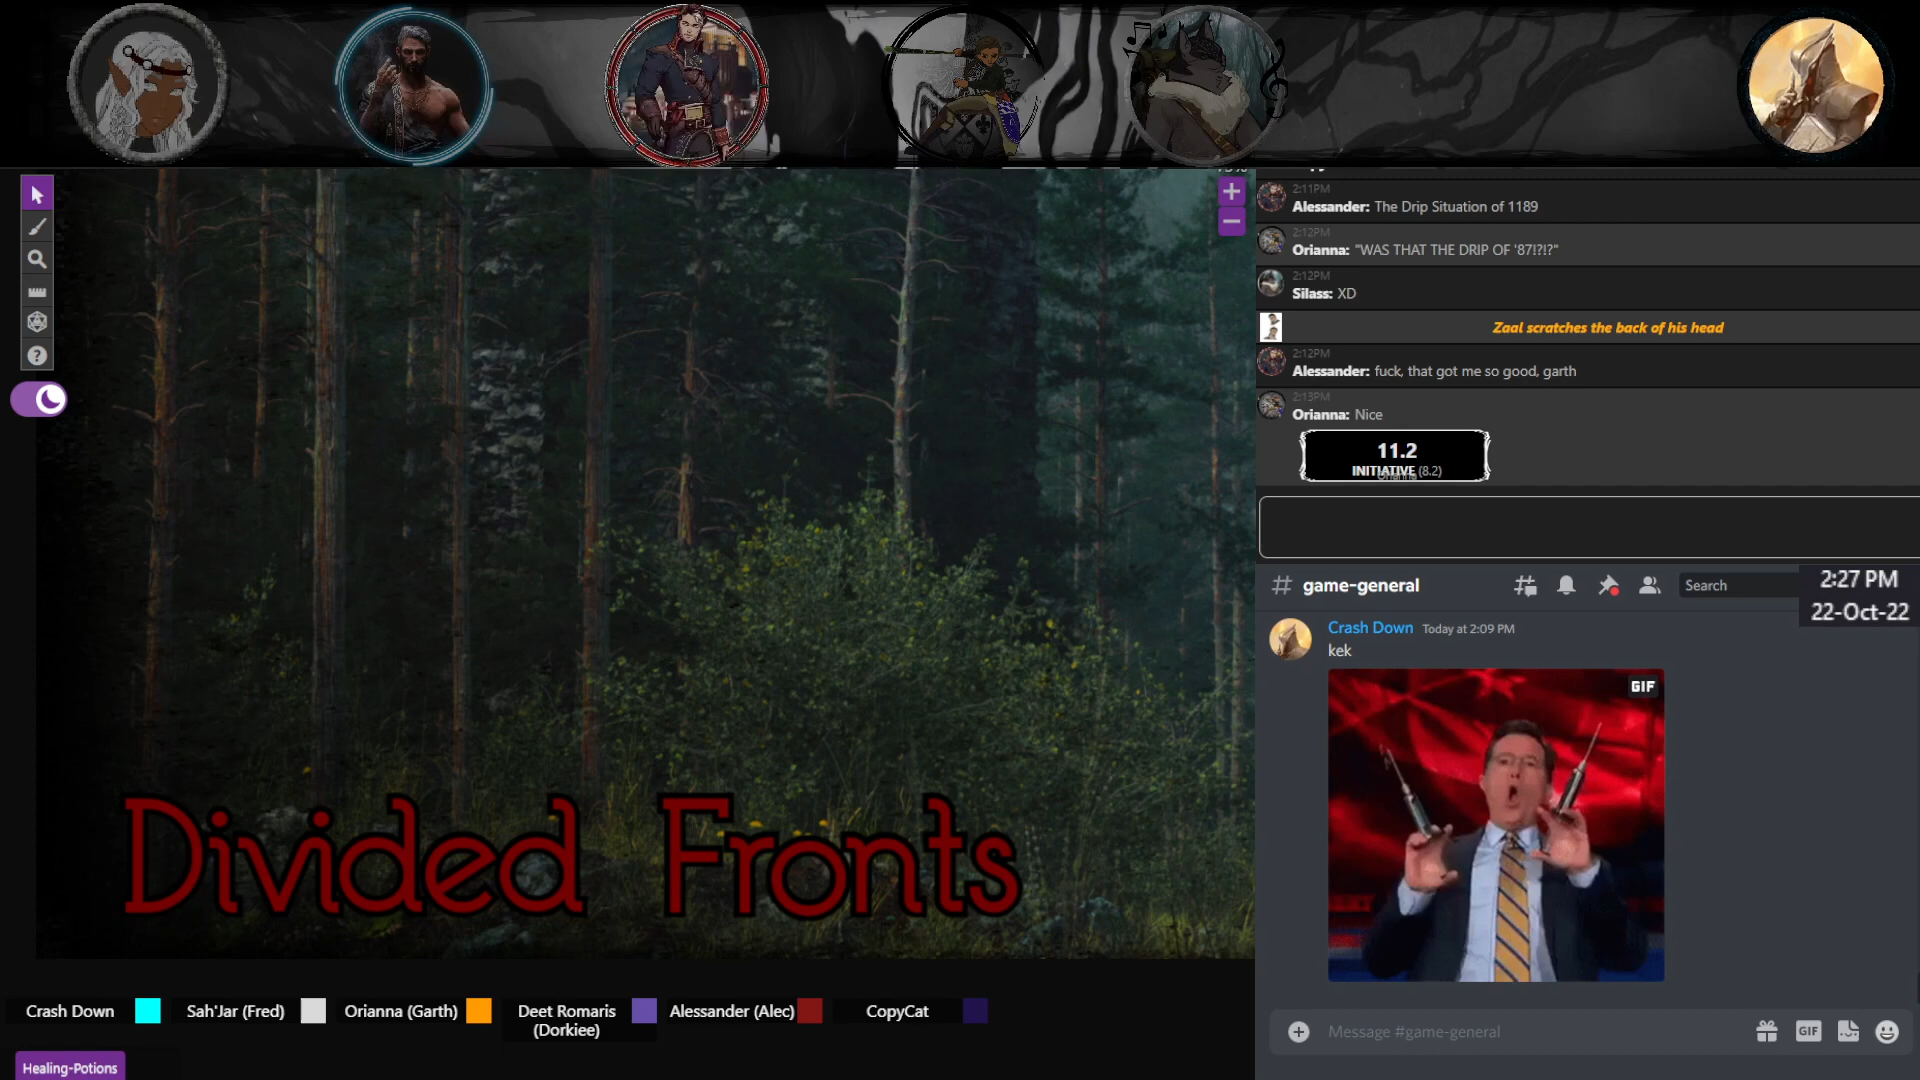 2:11PM
Alessander: The Drip Situation of 1189
2:12PM
Orianna: "WAS THAT THE DRIP OF '87!?!?"
2:12PM
Silass: XD
Zaal scratches the back of his head
2:12PM
Alessander: fuck, that got me so good, garth
2:13PM
Orianna: Nice
11.2
INITIATIVE (8.2)
Orianna
# game-general
Search
2:27 PM
22-Oct-22
Crash Down Today at 2:09 PM
kek
GIF
Divided Fronts
Crash Down
Sah'Jar (Fred)
Orianna (Garth)
Deet Romaris
(Dorkiee)
Alessander (Alec)
CopyCat
Message #game-general
GIF
Healing-Potions